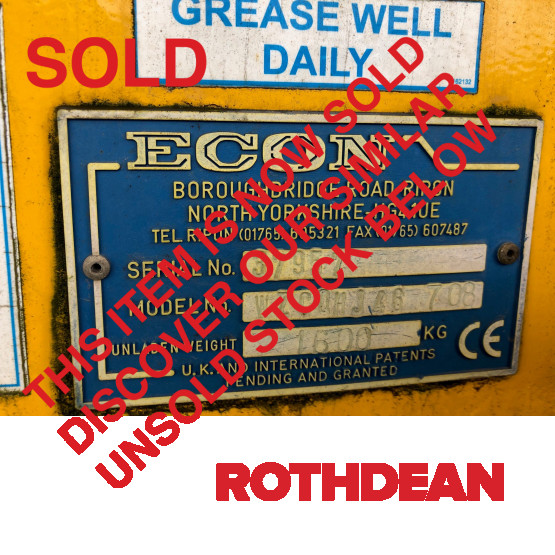 GREASE WELL
DAILY
SOLD
ECON
BOROUGHBRIDGE ROAD RIPON
NORTH YORKSHIRE HG4 1UE
TEL RIPON (01765) 605321 FAX (01765) 607487
SERIAL No.
MODEL No.
UNLADEN WEIGHT 1600 KG CE
U.K. AND INTERNATIONAL PATENTS
PENDING AND GRANTED
THIS ITEM IS NOW SOLD
DISCOVER OUR SIMILAR
UNSOLD STOCK BELOW
ROTHDEAN